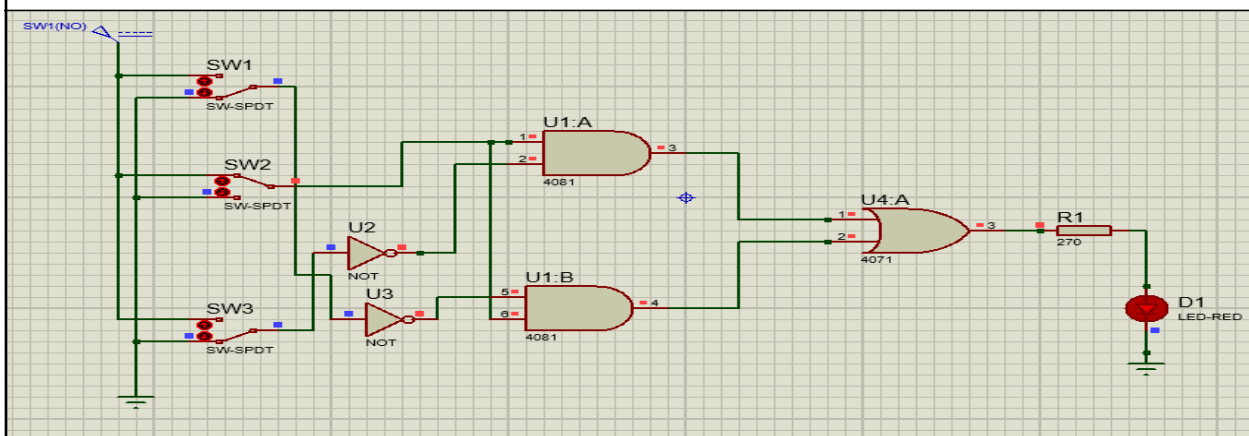 SW1(NO)
SW1
SW-SPDT
SW2
SW-SPDT
SW3
SW-SPDT
U2
NOT
U3
NOT
U1:A
1
2
3
4081
U1:B
5
6
4
4081
U4:A
1
2
3
4071
R1
270
D1
LED-RED